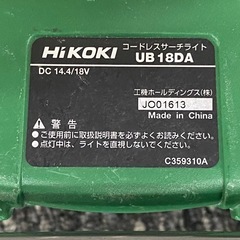 HiKOKI コードレスサーチライト
UB 18DA
DC 14.4/18V
工機ホールディングス(株)
JO01613
Made in China
⚠ 警告
●ご使用前に取扱説明書を必ずよくお読みください。
●点灯中は、ライトを直視しないでください。
C359310A